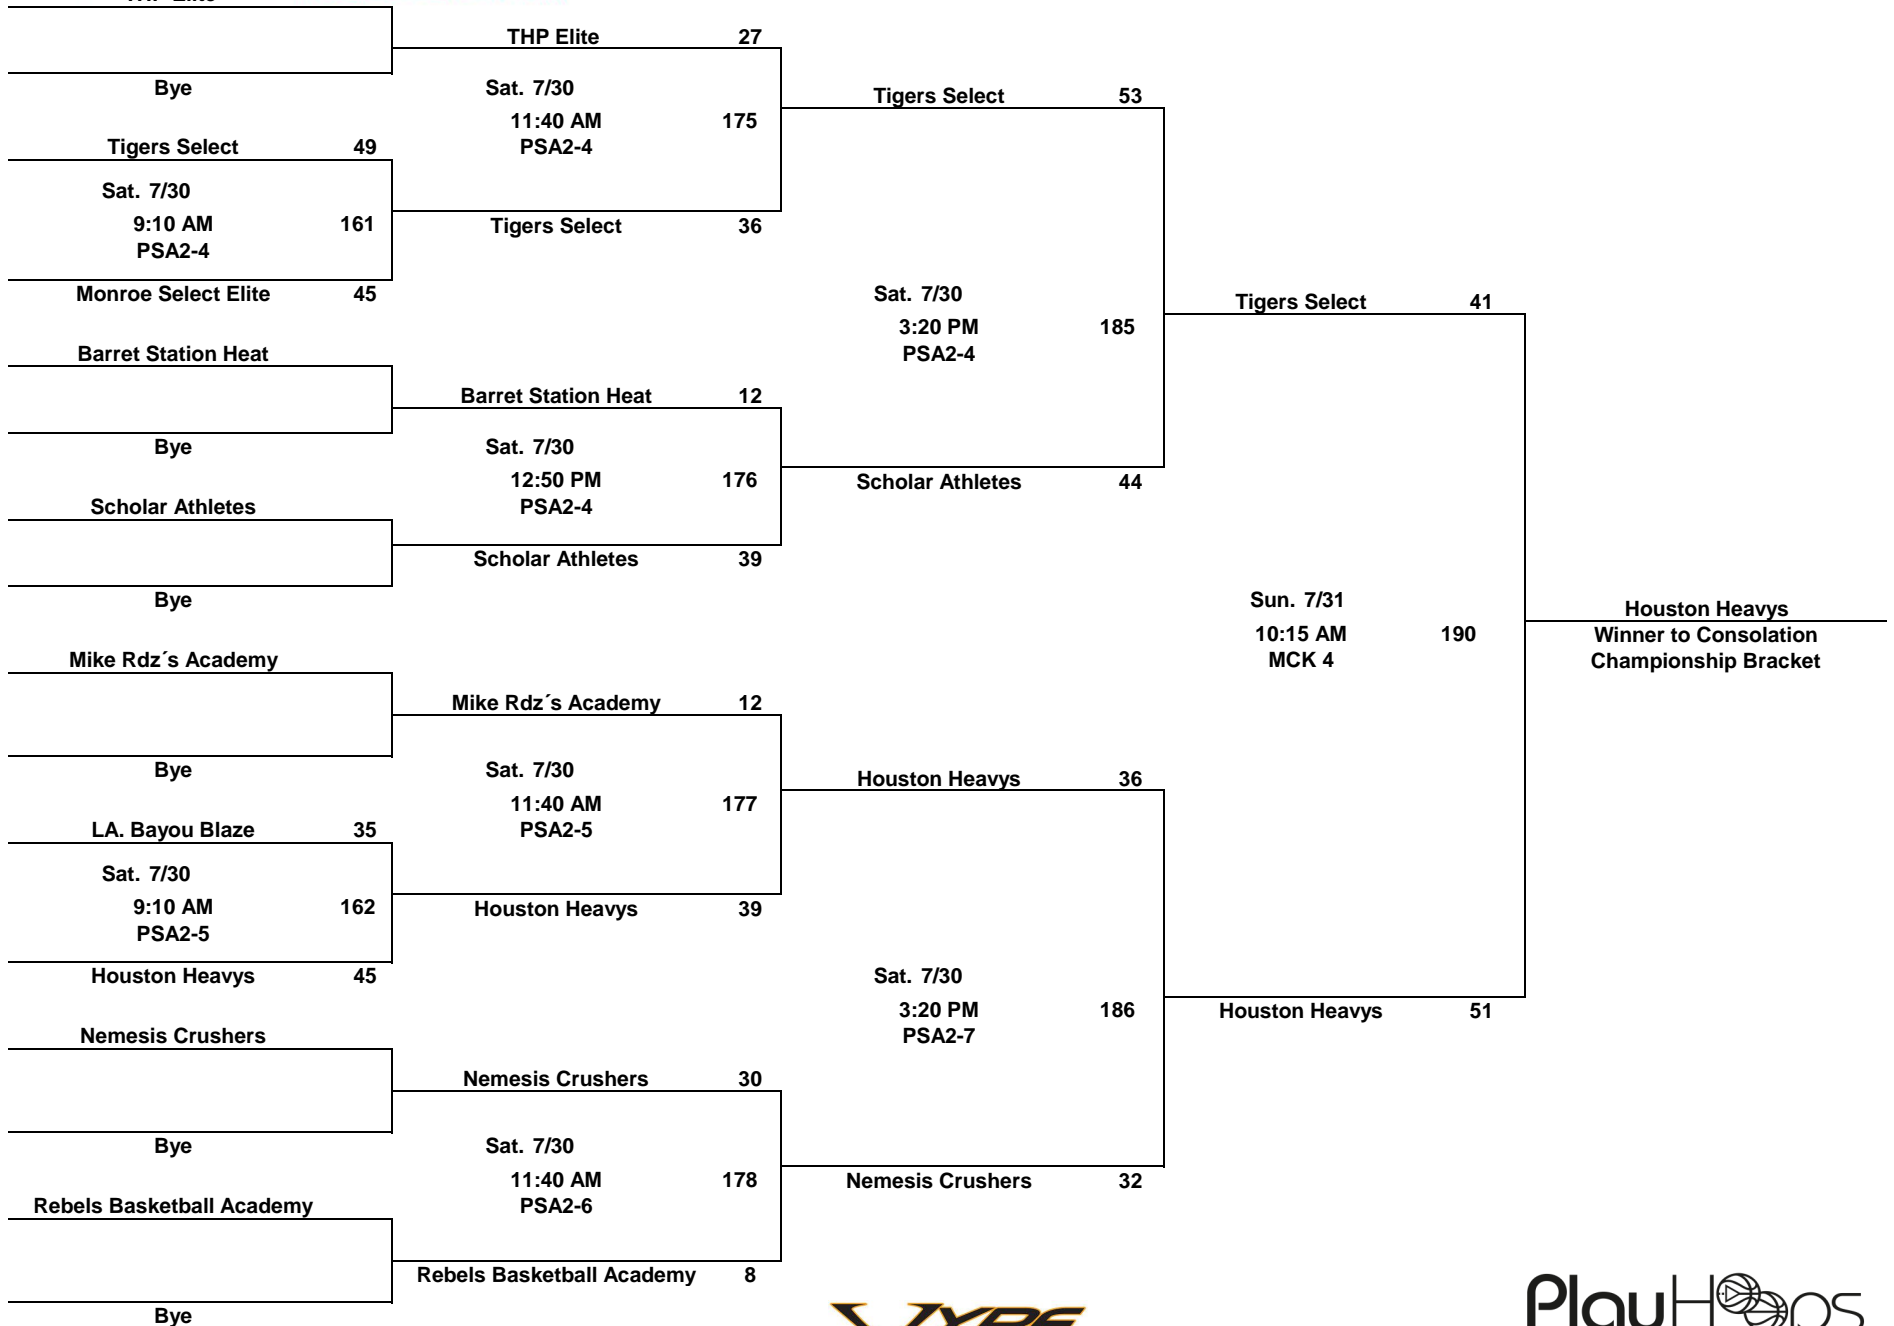 THP Elite
Bye
Tigers Select 49
Sat. 7/30
9:10 AM 161
PSA2-4
Monroe Select Elite 45
Barret Station Heat
Bye
Scholar Athletes
Bye
Mike Rdz´s Academy
Bye
LA. Bayou Blaze 35
Sat. 7/30
9:10 AM 162
PSA2-5
Houston Heavys 45
Nemesis Crushers
Bye
Rebels Basketball Academy
Bye
THP Elite 27
Sat. 7/30
11:40 AM 175
PSA2-4
Tigers Select 36
Barret Station Heat 12
Sat. 7/30
12:50 PM 176
PSA2-4
Scholar Athletes 39
Mike Rdz´s Academy 12
Sat. 7/30
11:40 AM 177
PSA2-5
Houston Heavys 39
Nemesis Crushers 30
Sat. 7/30
11:40 AM 178
PSA2-6
Rebels Basketball Academy 8
Tigers Select 53
Sat. 7/30
3:20 PM 185
PSA2-4
Scholar Athletes 44
Houston Heavys 36
Sat. 7/30
3:20 PM 186
PSA2-7
Nemesis Crushers 32
Tigers Select 41
Sun. 7/31
10:15 AM 190
MCK 4
Houston Heavys 51
Houston Heavys
Winner to Consolation
Championship Bracket
VYPE
PlayHoops